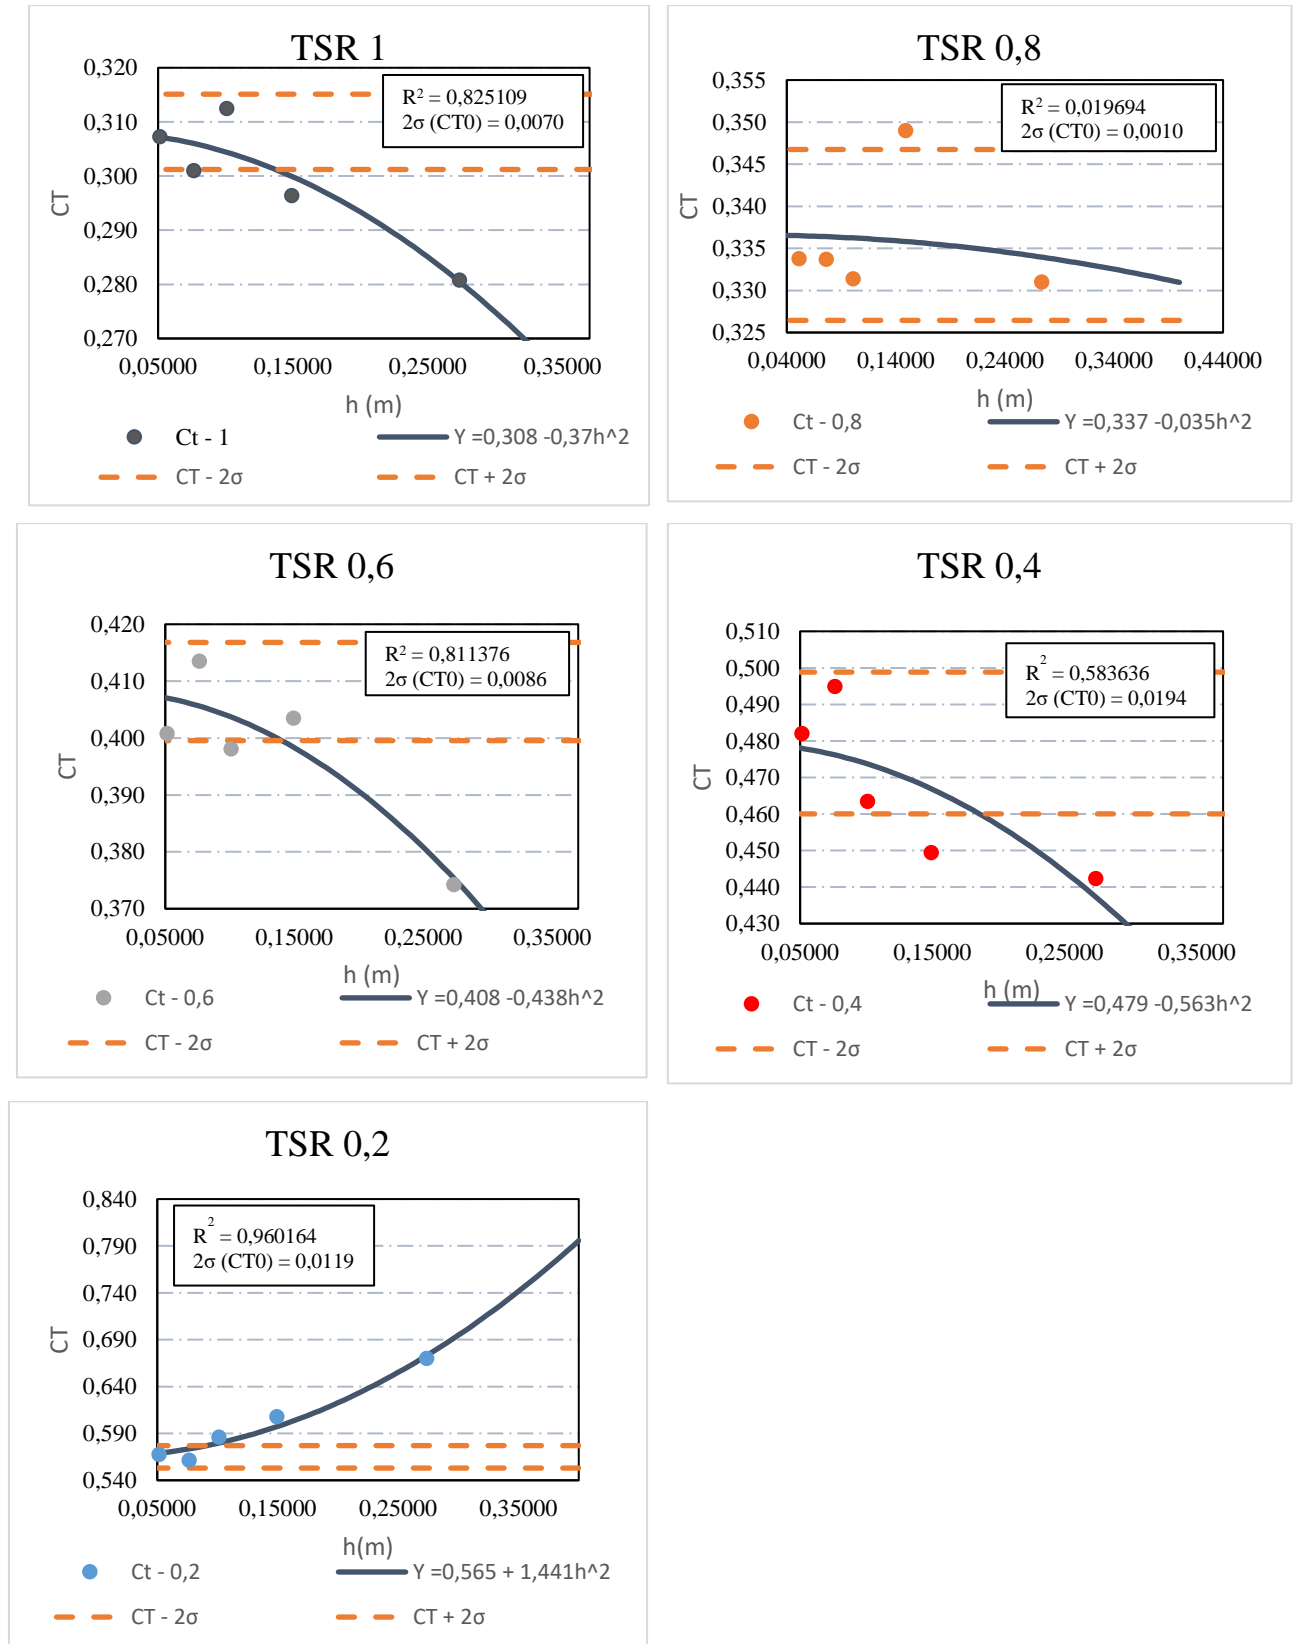 TSR 1
0,320
0,310
0,300
0,290
0,280
0,270
CT
R² = 0,825109
2σ (CT0) = 0,0070
0,05000 0,15000 0,25000 0,35000
h (m)
Ct - 1 Y =0,308 -0,37h^2
CT - 2σ CT + 2σ
TSR 0,8
0,355
0,350
0,345
0,340
0,335
0,330
0,325
CT
R² = 0,019694
2σ (CT0) = 0,0010
0,04000 0,14000 0,24000 0,34000 0,44000
h (m)
Ct - 0,8 Y =0,337 -0,035h^2
CT - 2σ CT + 2σ
TSR 0,6
0,420
0,410
0,400
0,390
0,380
0,370
CT
R² = 0,811376
2σ (CT0) = 0,0086
0,05000 0,15000 0,25000 0,35000
h (m)
Ct - 0,6 Y =0,408 -0,438h^2
CT - 2σ CT + 2σ
TSR 0,4
0,510
0,500
0,490
0,480
0,470
0,460
0,450
0,440
0,430
CT
R² = 0,583636
2σ (CT0) = 0,0194
0,05000 0,15000 0,25000 0,35000
h (m)
Ct - 0,4 Y =0,479 -0,563h^2
CT - 2σ CT + 2σ
TSR 0,2
0,840
0,790
0,740
0,690
0,640
0,590
0,540
CT
R² = 0,960164
2σ (CT0) = 0,0119
0,05000 0,15000 0,25000 0,35000
h(m)
Ct - 0,2 Y =0,565 + 1,441h^2
CT - 2σ CT + 2σ